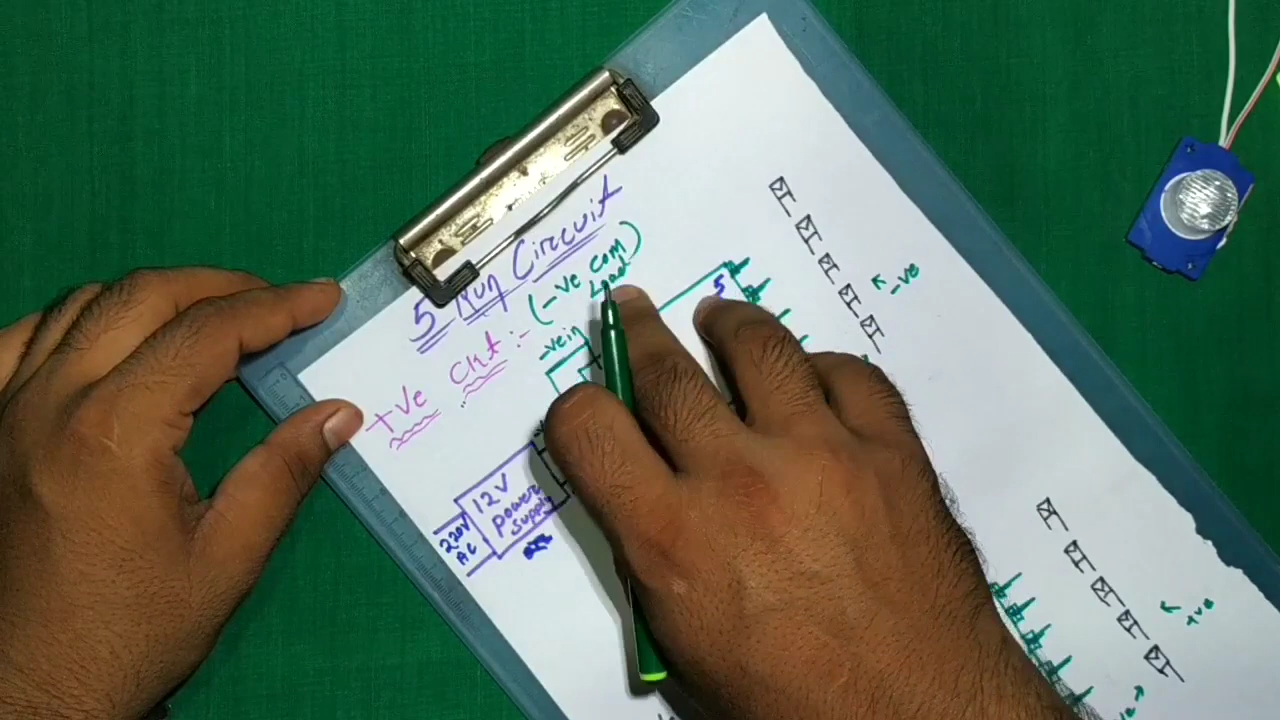 5 Run Circuit
+ve Ckt :- (-ve com
Load)
-ve in
5
12V
power
supply
220V
AC
-ve
+ve